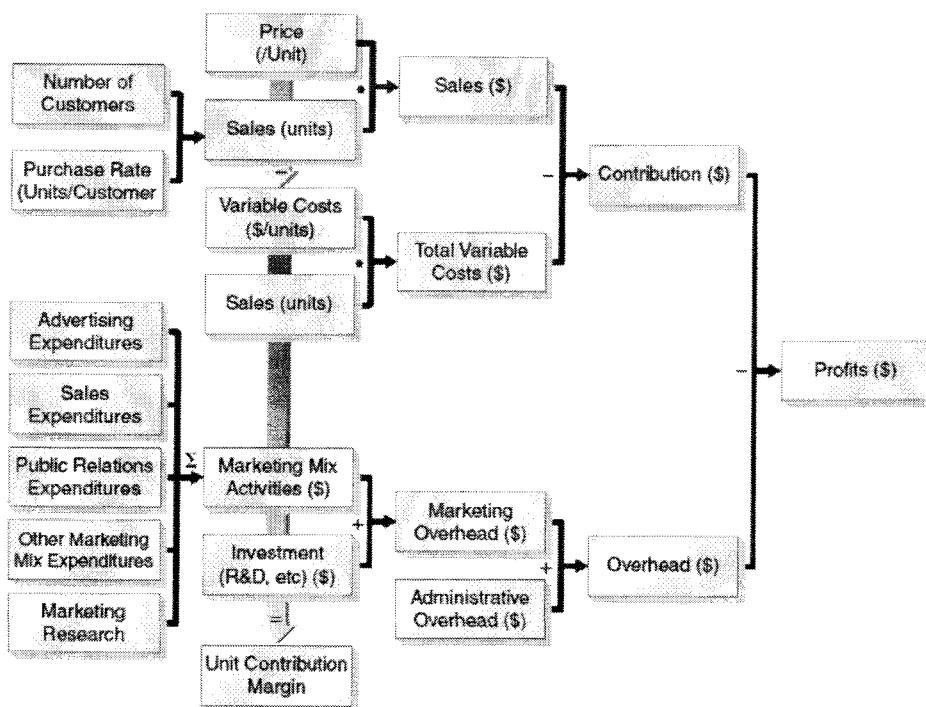 Price
(/Unit)
Number of
Customers
*
Sales ($)
Sales (units)
Purchase Rate
(Units/Customer
-
-
Contribution ($)
Variable Costs
($/units)
*
Total Variable
Costs ($)
Sales (units)
Advertising
Expenditures
-
Profits ($)
Sales
Expenditures
Public Relations
Expenditures
Σ
Marketing Mix
Activities ($)
+
Marketing
Overhead ($)
Other Marketing
Mix Expenditures
Investment
(R&D, etc) ($)
+
Overhead ($)
Administrative
Overhead ($)
Marketing
Research
=
Unit Contribution
Margin